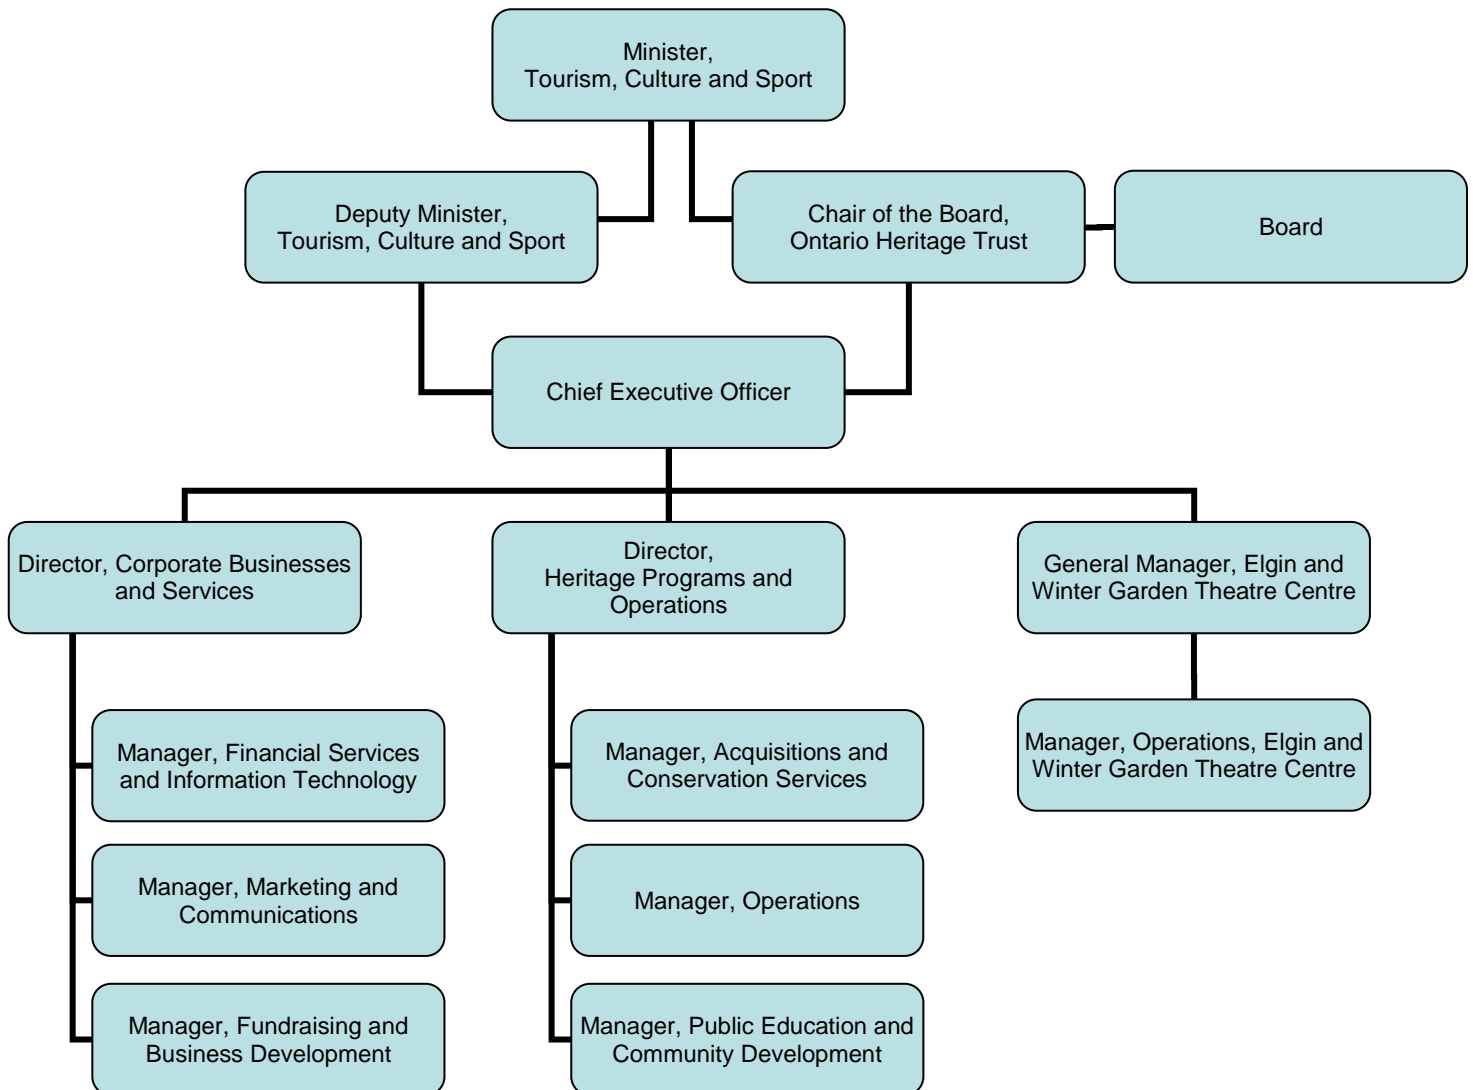 Minister,
Tourism, Culture and Sport
Deputy Minister,
Tourism, Culture and Sport
Chair of the Board,
Ontario Heritage Trust
Board
Chief Executive Officer
Director, Corporate Businesses
and Services
Director,
Heritage Programs and
Operations
General Manager, Elgin and
Winter Garden Theatre Centre
Manager, Financial Services
and Information Technology
Manager, Acquisitions and
Conservation Services
Manager, Operations, Elgin and
Winter Garden Theatre Centre
Manager, Marketing and
Communications
Manager, Operations
Manager, Fundraising and
Business Development
Manager, Public Education and
Community Development